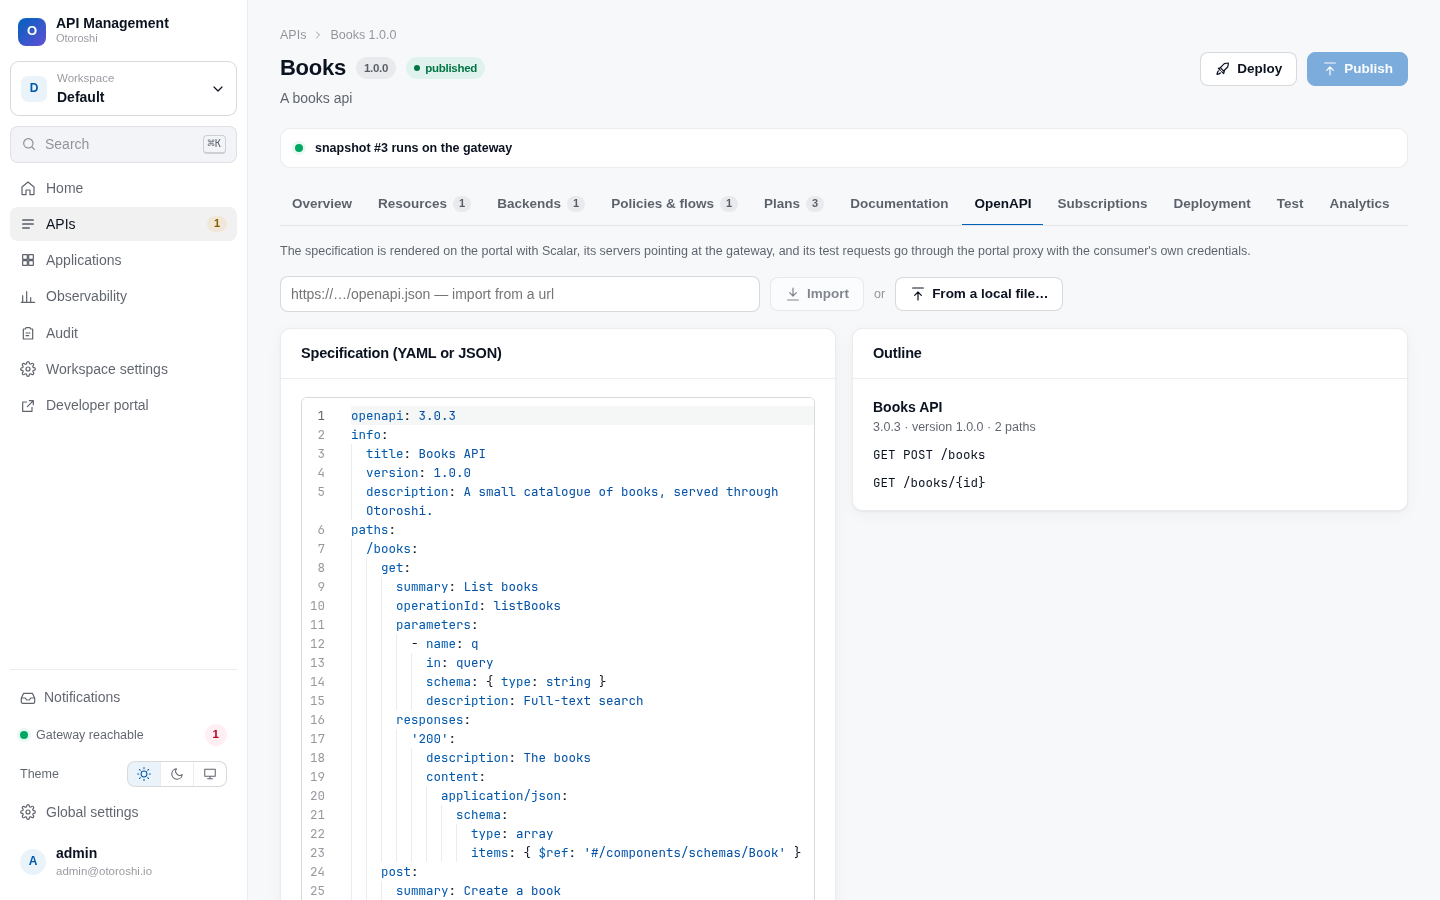 O
API Management
Otoroshi
D
Workspace
Default
Search
⌘K
Home
APIs
1
Applications
Observability
Audit
Workspace settings
Developer portal
Notifications
Gateway reachable
1
Theme
Global settings
A
admin
admin@otoroshi.io
APIs
Books 1.0.0
Books
1.0.0
published
Deploy
Publish
A books api
snapshot #3 runs on the gateway
Overview
Resources 1
Backends 1
Policies & flows 1
Plans 3
Documentation
OpenAPI
Subscriptions
Deployment
Test
Analytics
The specification is rendered on the portal with Scalar, its servers pointing at the gateway, and its test requests go through the portal proxy with the consumer's own credentials.
https://…/openapi.json — import from a url
Import
or
From a local file…
Specification (YAML or JSON)
1 openapi: 3.0.3
2 info:
3 title: Books API
4 version: 1.0.0
5 description: A small catalogue of books, served through
Otoroshi.
6 paths:
7 /books:
8 get:
9 summary: List books
10 operationId: listBooks
11 parameters:
12 - name: q
13 in: query
14 schema: { type: string }
15 description: Full-text search
16 responses:
17 '200':
18 description: The books
19 content:
20 application/json:
21 schema:
22 type: array
23 items: { $ref: '#/components/schemas/Book' }
24 post:
25 summary: Create a book
Outline
Books API
3.0.3 · version 1.0.0 · 2 paths
GET POST /books
GET /books/{id}